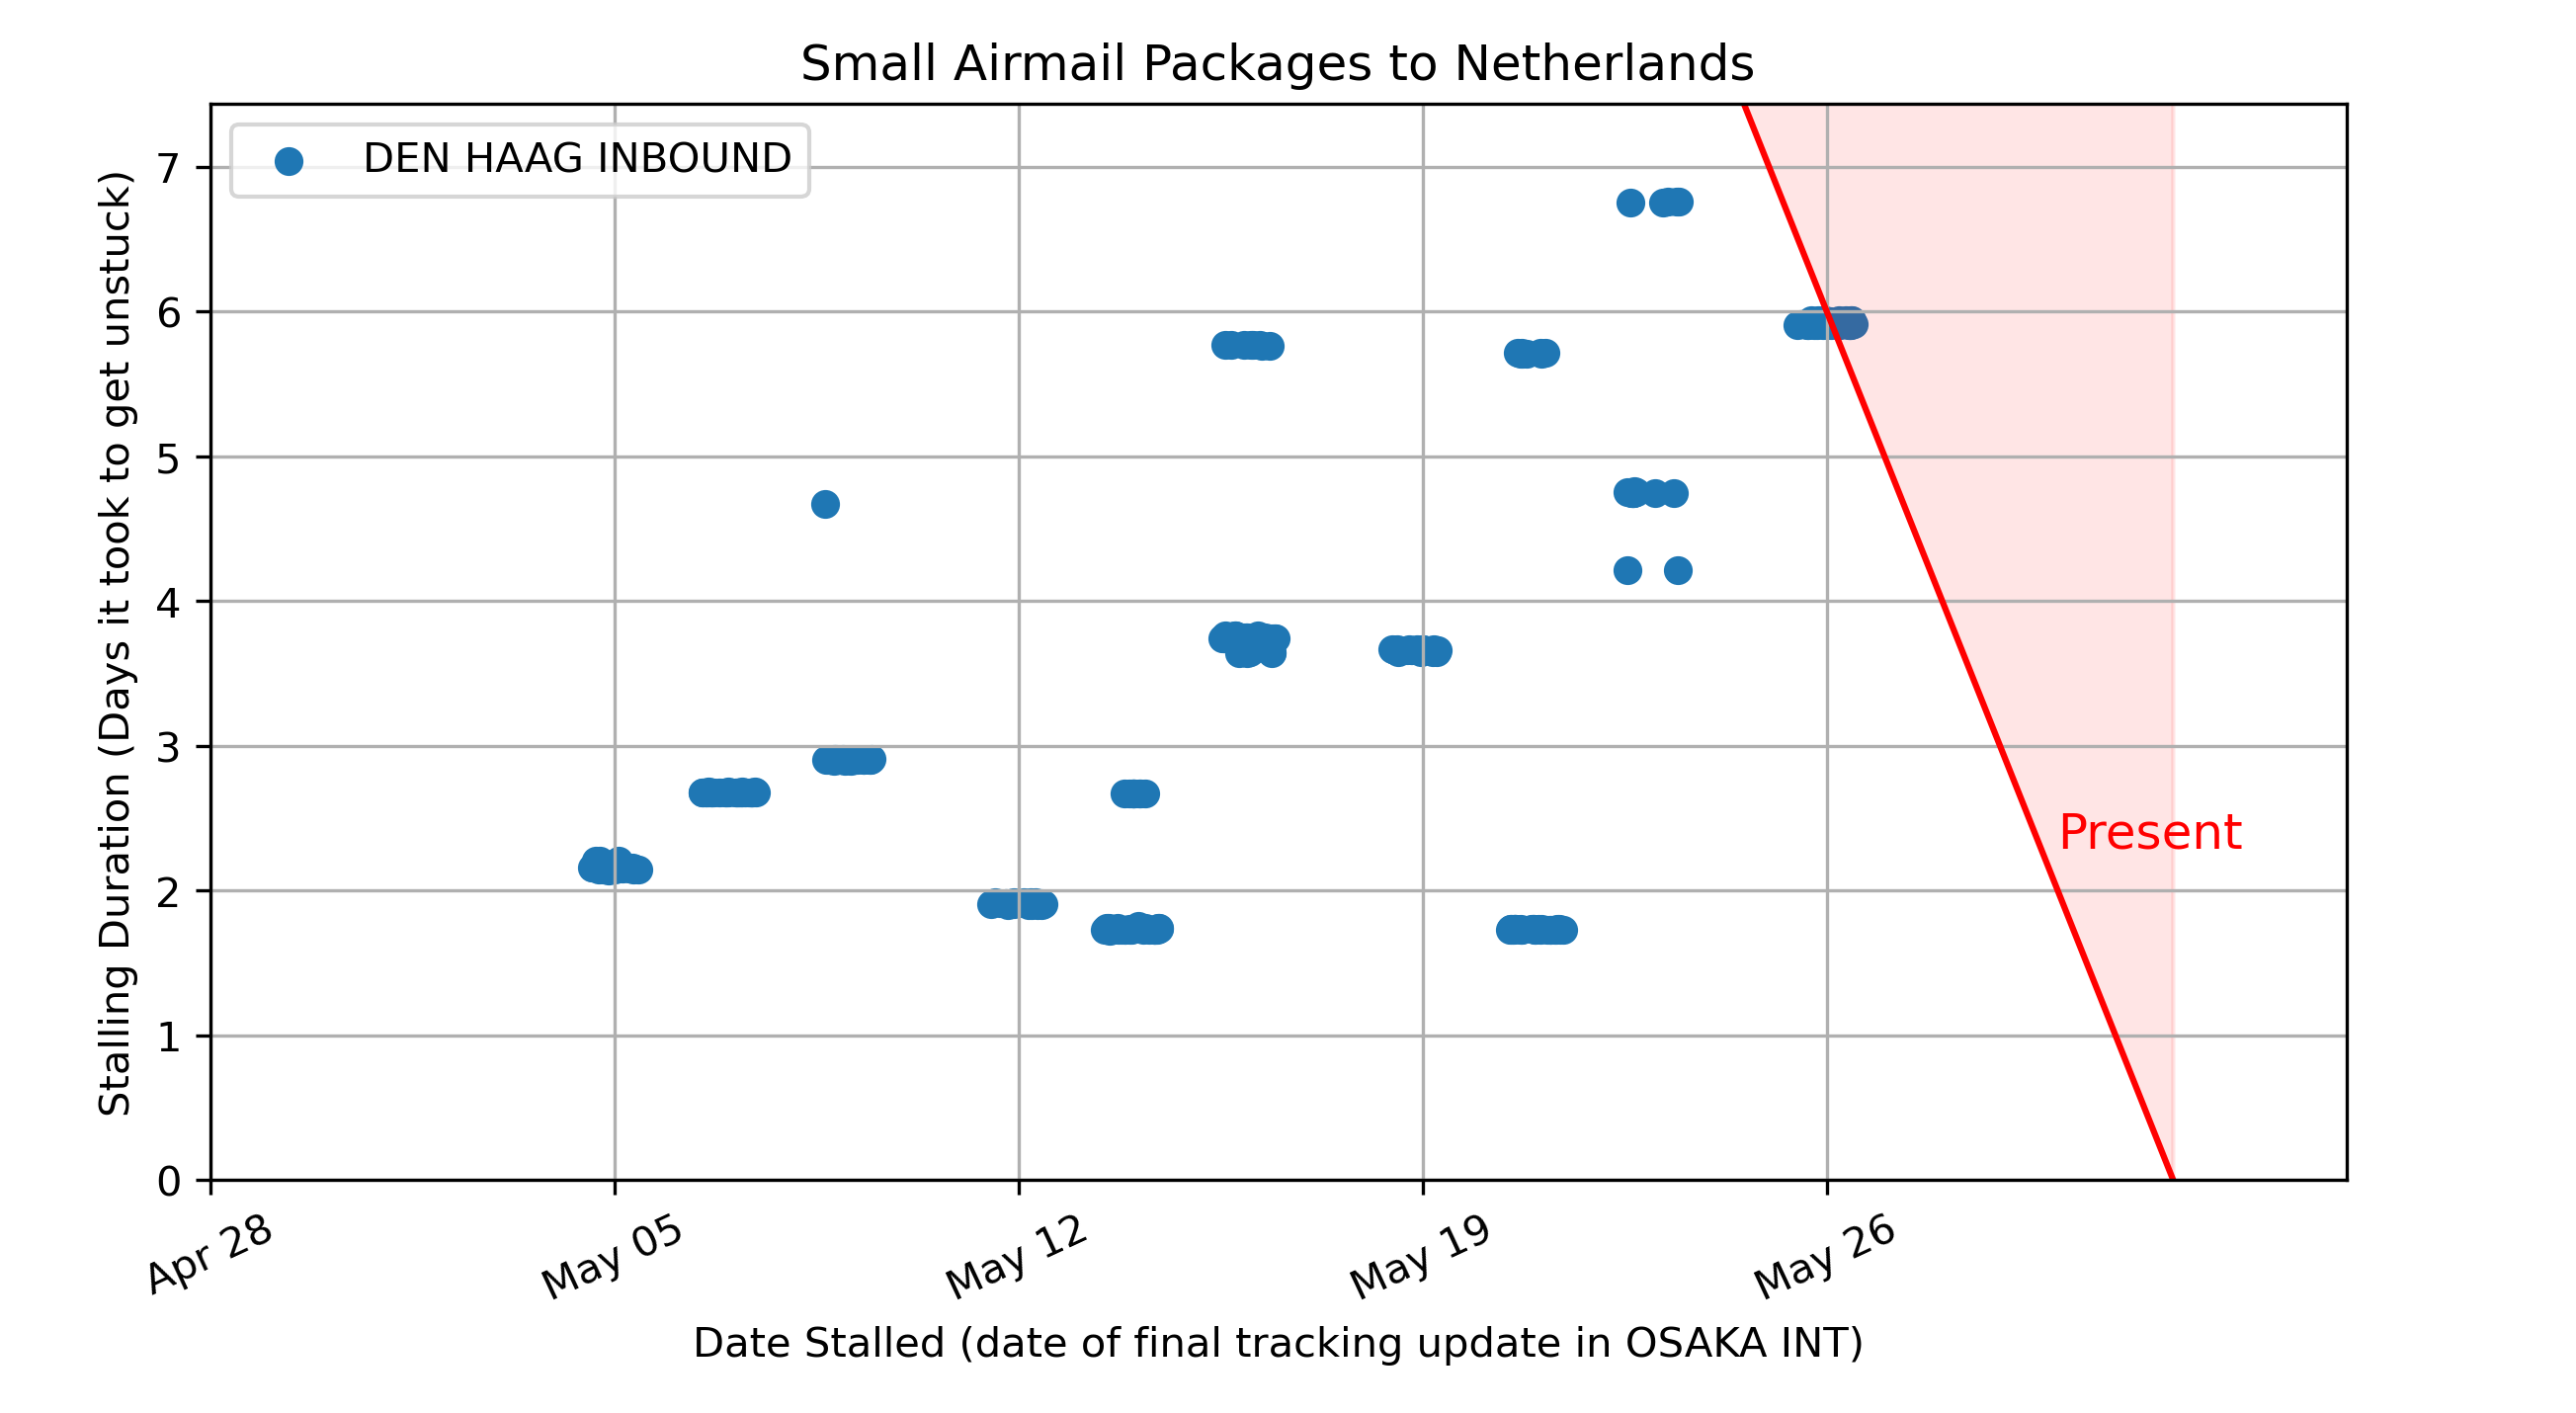 Small Airmail Packages to Netherlands
DEN HAAG INBOUND
Stalling Duration (Days it took to get unstuck)
7
6
5
4
3
2
1
0
Present
Apr 28
May 05
May 12
May 19
May 26
Date Stalled (date of final tracking update in OSAKA INT)